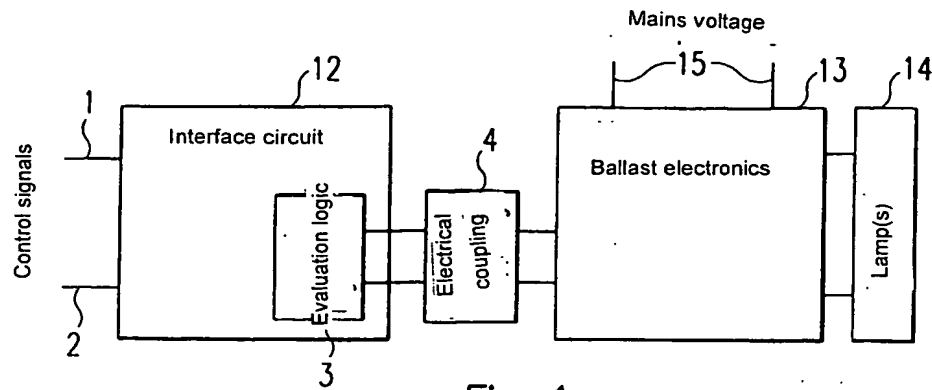 Mains voltage
12
15
13
14
1
Interface circuit
4
Ballast electronics
Control signals
Evaluation logic
Electrical
coupling
Lamp(s)
2
3